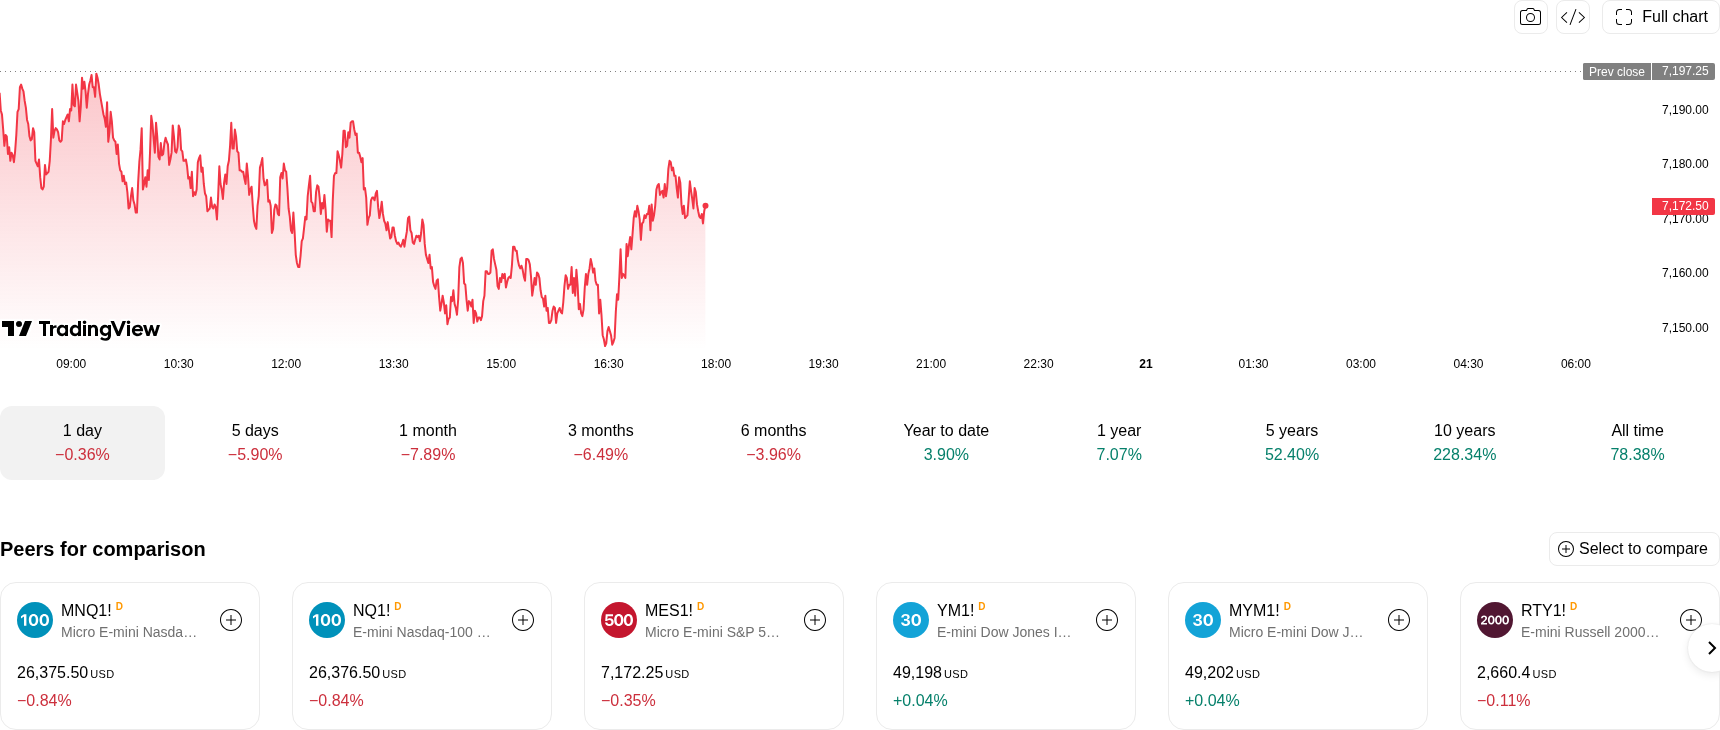 </> Full chart
Prev close 7,197.25
7,190.00
7,180.00
7,172.50
7,170.00
7,160.00
7,150.00
TradingView
09:00 10:30 12:00 13:30 15:00 16:30 18:00 19:30 21:00 22:30 21 01:30 03:00 04:30 06:00
1 day 5 days 1 month 3 months 6 months Year to date 1 year 5 years 10 years All time
−0.36% −5.90% −7.89% −6.49% −3.96% 3.90% 7.07% 52.40% 228.34% 78.38%
Peers for comparison
Select to compare
100 MNQ1! D
Micro E-mini Nasda…
26,375.50 USD
−0.84%
100 NQ1! D
E-mini Nasdaq-100 …
26,376.50 USD
−0.84%
500 MES1! D
Micro E-mini S&P 5…
7,172.25 USD
−0.35%
30 YM1! D
E-mini Dow Jones I…
49,198 USD
+0.04%
30 MYM1! D
Micro E-mini Dow J…
49,202 USD
+0.04%
2000 RTY1! D
E-mini Russell 2000…
2,660.4 USD
−0.11%